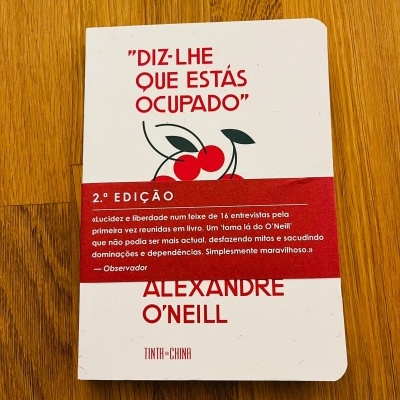 "DIZ-LHE
QUE ESTÁS
OCUPADO"
2.ª EDIÇÃO
«Lucidez e liberdade num feixe de 16 entrevistas pela
primeira vez reunidas em livro. Um 'toma lá do O'Neill'
que não podia ser mais actual, desfazendo mitos e sacudindo
dominações e dependências. Simplesmente maravilhoso.»
— Observador
ALEXANDRE
O'NEILL
TINTA DA CHINA